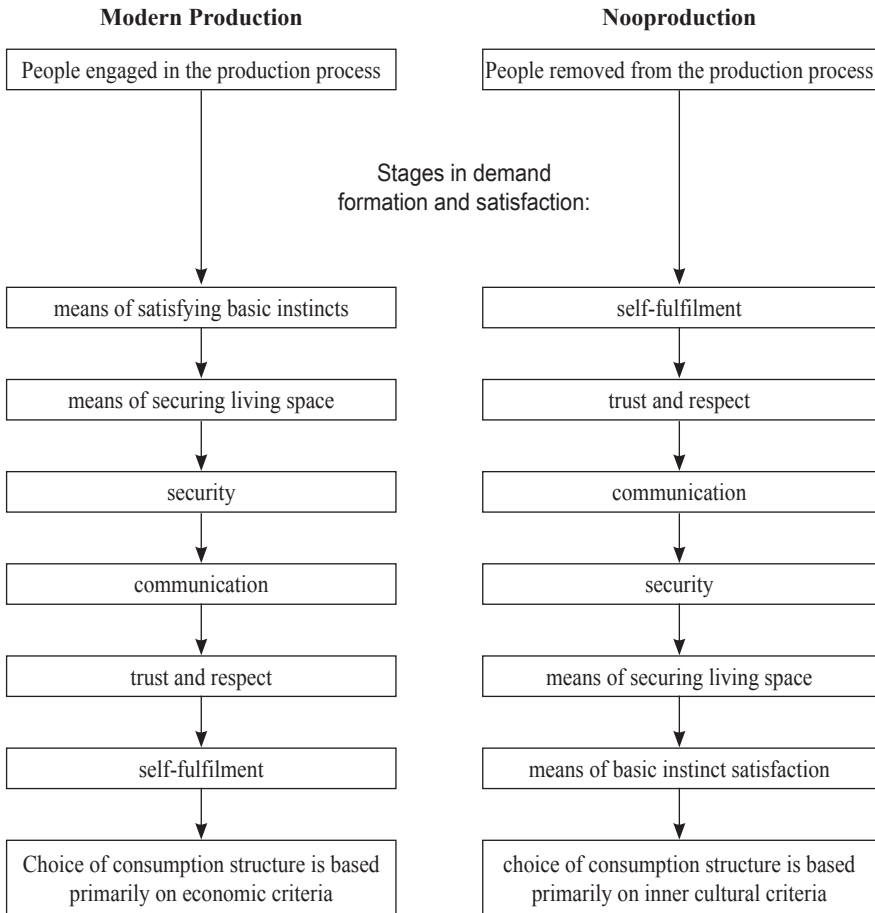 Modern Production
Nooproduction
People engaged in the production process
People removed from the production process
Stages in demand
formation and satisfaction:
means of satisfying basic instincts
self-fulfilment
means of securing living space
trust and respect
security
communication
communication
security
trust and respect
means of securing living space
self-fulfilment
means of basic instinct satisfaction
Choice of consumption structure is based
primarily on economic criteria
choice of consumption structure is based
primarily on inner cultural criteria